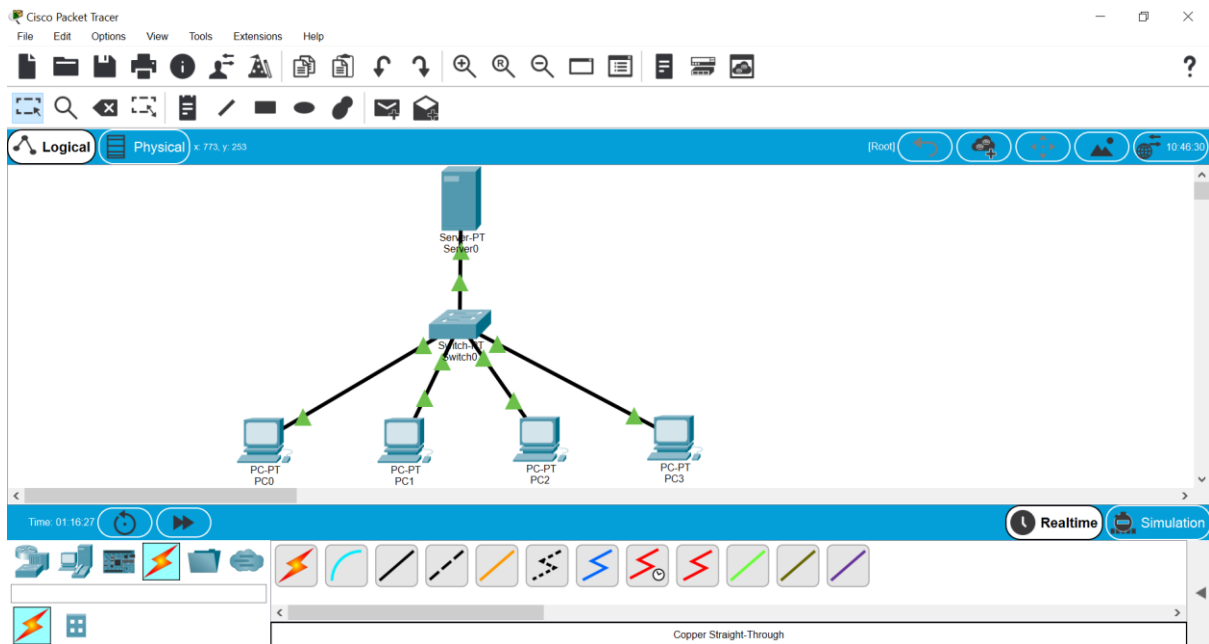 Cisco Packet Tracer
File Edit Options View Tools Extensions Help
Logical Physical x: 773, y: 253 [Root] 10:46:30
Server-PT
Server0
Switch-PT
Switch0
PC-PT PC-PT PC-PT PC-PT
PC0 PC1 PC2 PC3
Time: 01:16:27 Realtime Simulation
Copper Straight-Through